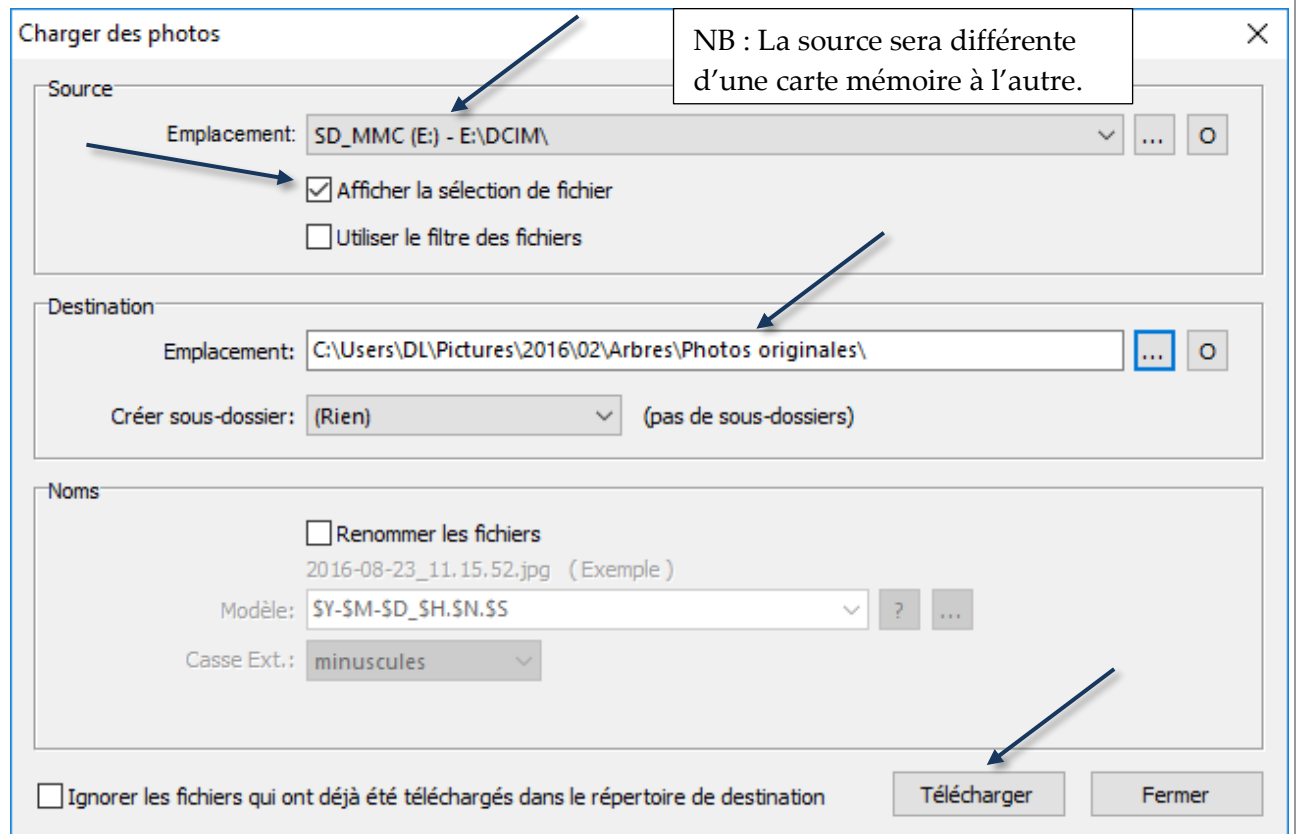 Charger des photos
NB : La source sera différente
d’une carte mémoire à l’autre.
Source
Emplacement: SD_MMC (E:) - E:\DCIM\ ... O
Afficher la sélection de fichier
Utiliser le filtre des fichiers
Destination
Emplacement: C:\Users\DL\Pictures\2016\02\Arbres\Photos originales\ ... O
Créer sous-dossier: (Rien) (pas de sous-dossiers)
Noms
Renommer les fichiers
2016-08-23_11.15.52.jpg ( Exemple )
Modèle: $Y-$M-$D_$H.$N.$S ? ...
Casse Ext.: minuscules
Ignorer les fichiers qui ont déjà été téléchargés dans le répertoire de destination Télécharger Fermer